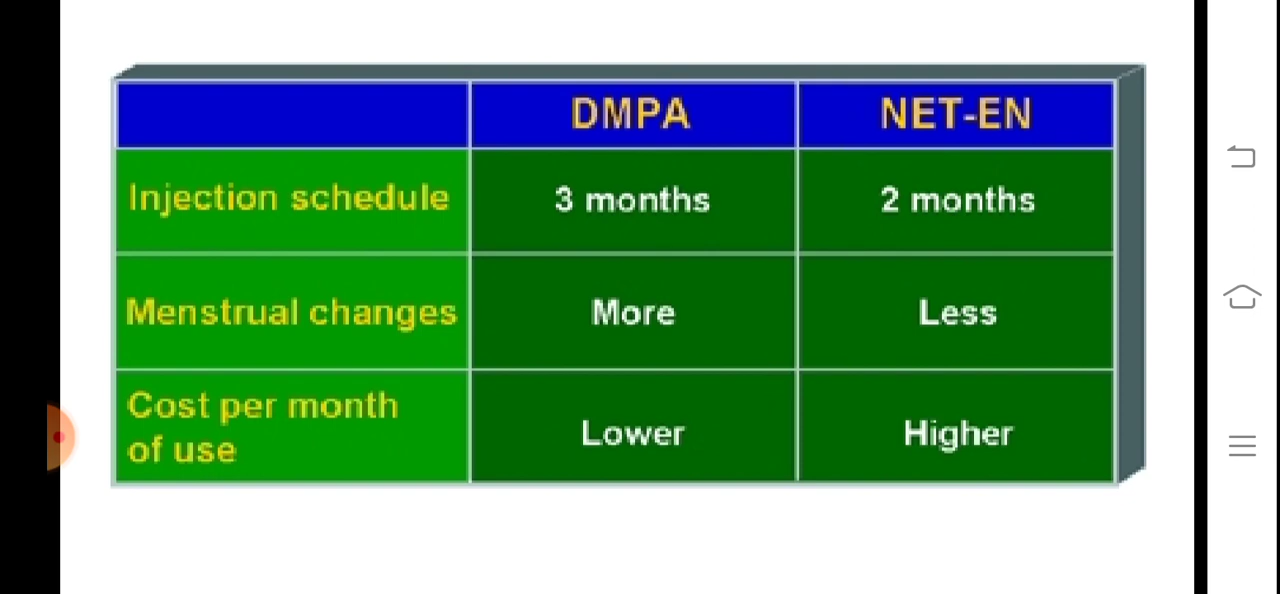 DMPA NET-EN
Injection schedule 3 months 2 months
Menstrual changes More Less
Cost per month
of use Lower Higher